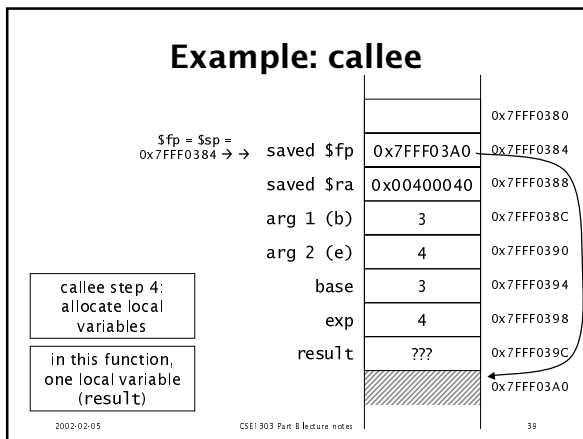 Example: callee
0x7FFF0380
$fp = $sp =
0x7FFF0384 → →
saved $fp 0x7FFF03A0 0x7FFF0384
saved $ra 0x00400040 0x7FFF0388
arg 1 (b) 3 0x7FFF038C
arg 2 (e) 4 0x7FFF0390
base 3 0x7FFF0394
exp 4 0x7FFF0398
result ??? 0x7FFF039C
0x7FFF03A0
callee step 4:
allocate local
variables
in this function,
one local variable
(result)
2002-02-05 CSE1303 Part B lecture notes 39